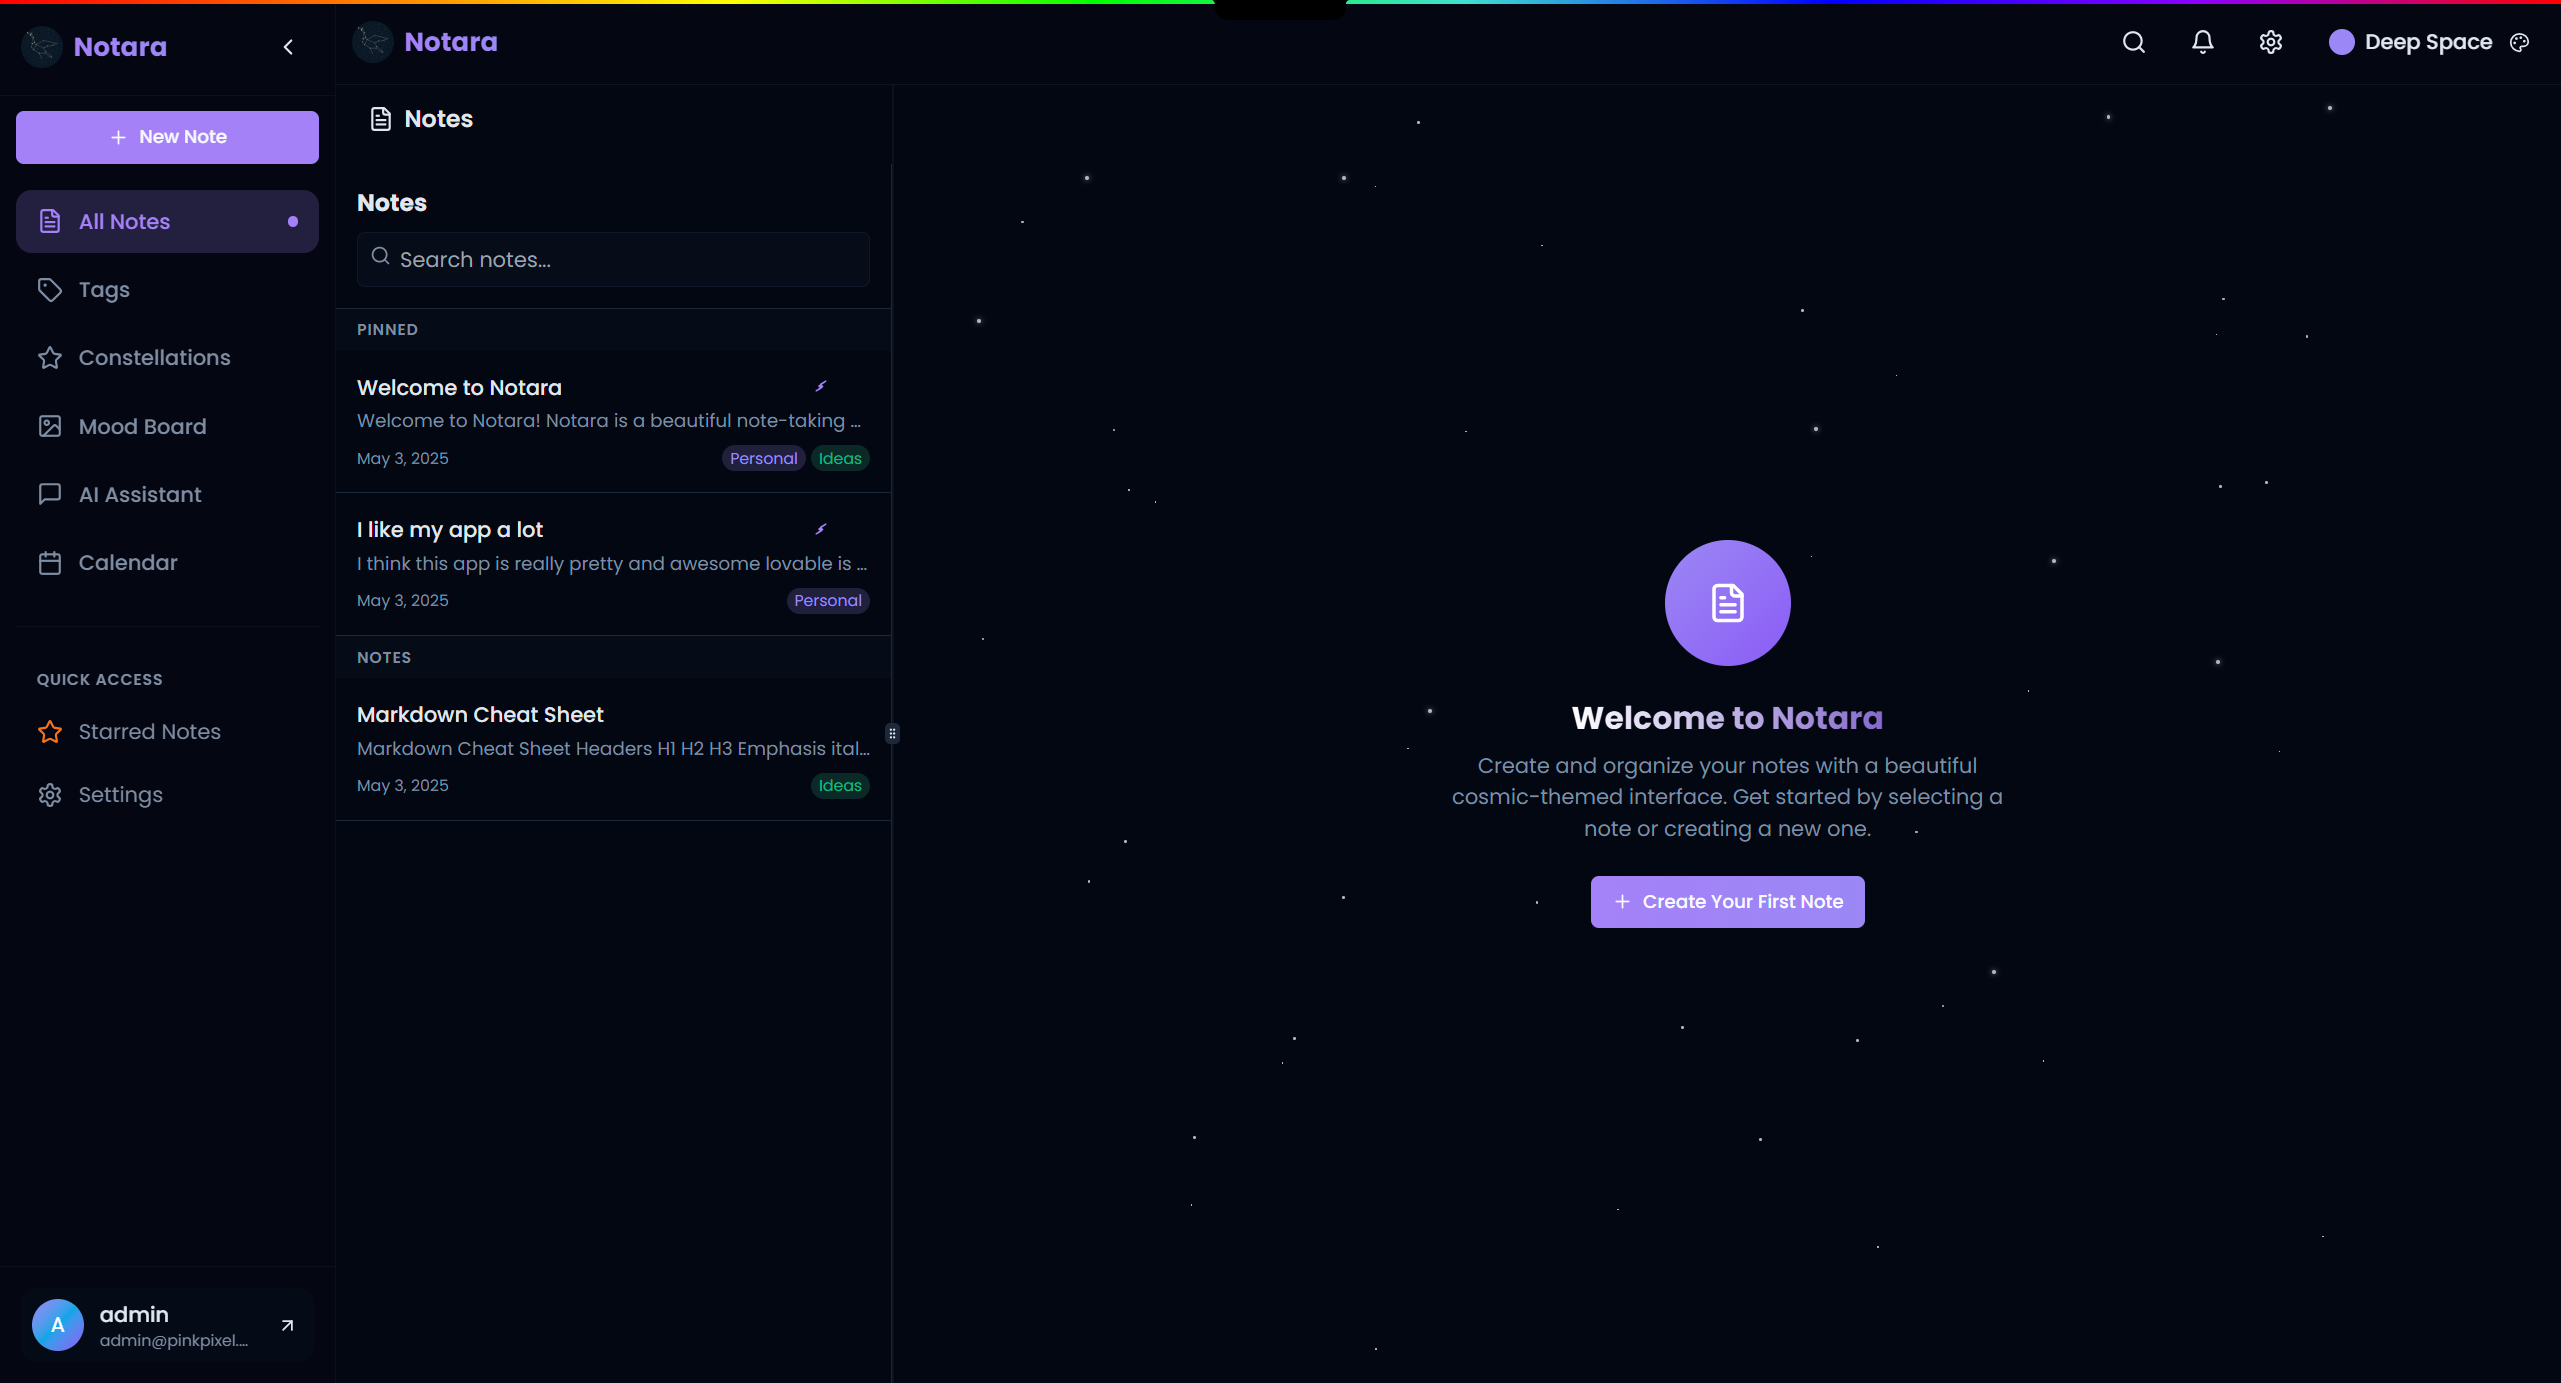 Notara
New Note
All Notes
Tags
Constellations
Mood Board
AI Assistant
Calendar
QUICK ACCESS
Starred Notes
Settings
A
admin
admin@pinkpixel....
Notara
Deep Space
Notes
Notes
Search notes...
PINNED
Welcome to Notara
Welcome to Notara! Notara is a beautiful note-taking ...
May 3, 2025 Personal Ideas
I like my app a lot
I think this app is really pretty and awesome lovable is ...
May 3, 2025 Personal
NOTES
Markdown Cheat Sheet
Markdown Cheat Sheet Headers H1 H2 H3 Emphasis ital...
May 3, 2025 Ideas
Welcome to Notara
Create and organize your notes with a beautiful
cosmic-themed interface. Get started by selecting a
note or creating a new one.
Create Your First Note